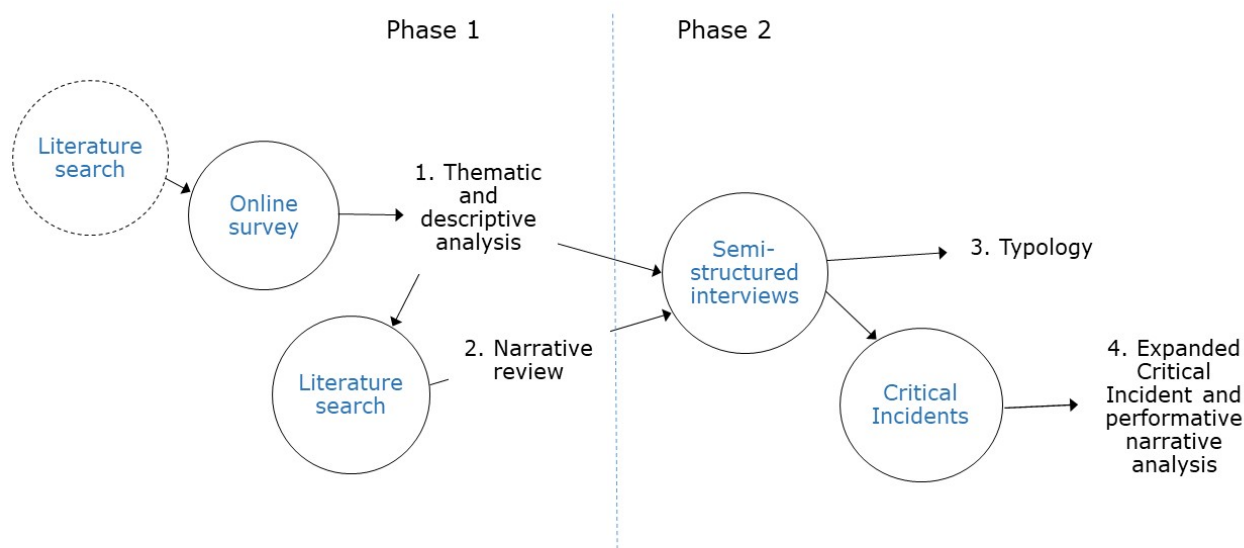 Phase 1
Phase 2
Literature
search
Online
survey
1. Thematic
and
descriptive
analysis
Literature
search
2. Narrative
review
Semi-
structured
interviews
3. Typology
Critical
Incidents
4. Expanded
Critical
Incident and
performative
narrative
analysis